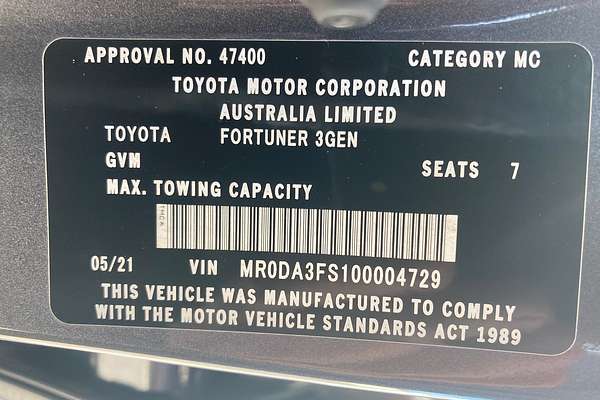 APPROVAL NO. 47400 CATEGORY MC
TOYOTA MOTOR CORPORATION
AUSTRALIA LIMITED
TOYOTA FORTUNER 3GEN
GVM SEATS 7
MAX. TOWING CAPACITY
05/21 VIN MR0DA3FS100004729
THIS VEHICLE WAS MANUFACTURED TO COMPLY
WITH THE MOTOR VEHICLE STANDARDS ACT 1989